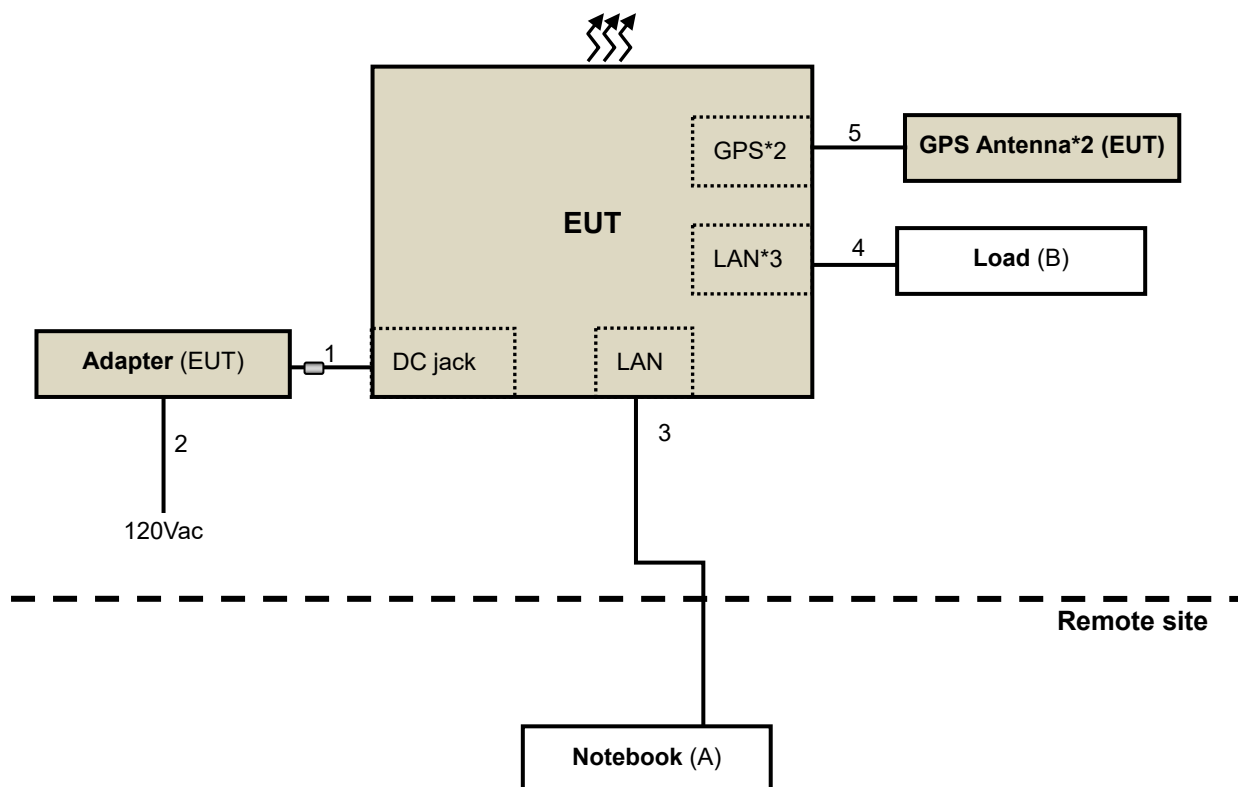 GPS*2
5
GPS Antenna*2 (EUT)
EUT
LAN*3
4
Load (B)
Adapter (EUT)
1
DC jack
LAN
2
3
120Vac
Remote site
Notebook (A)